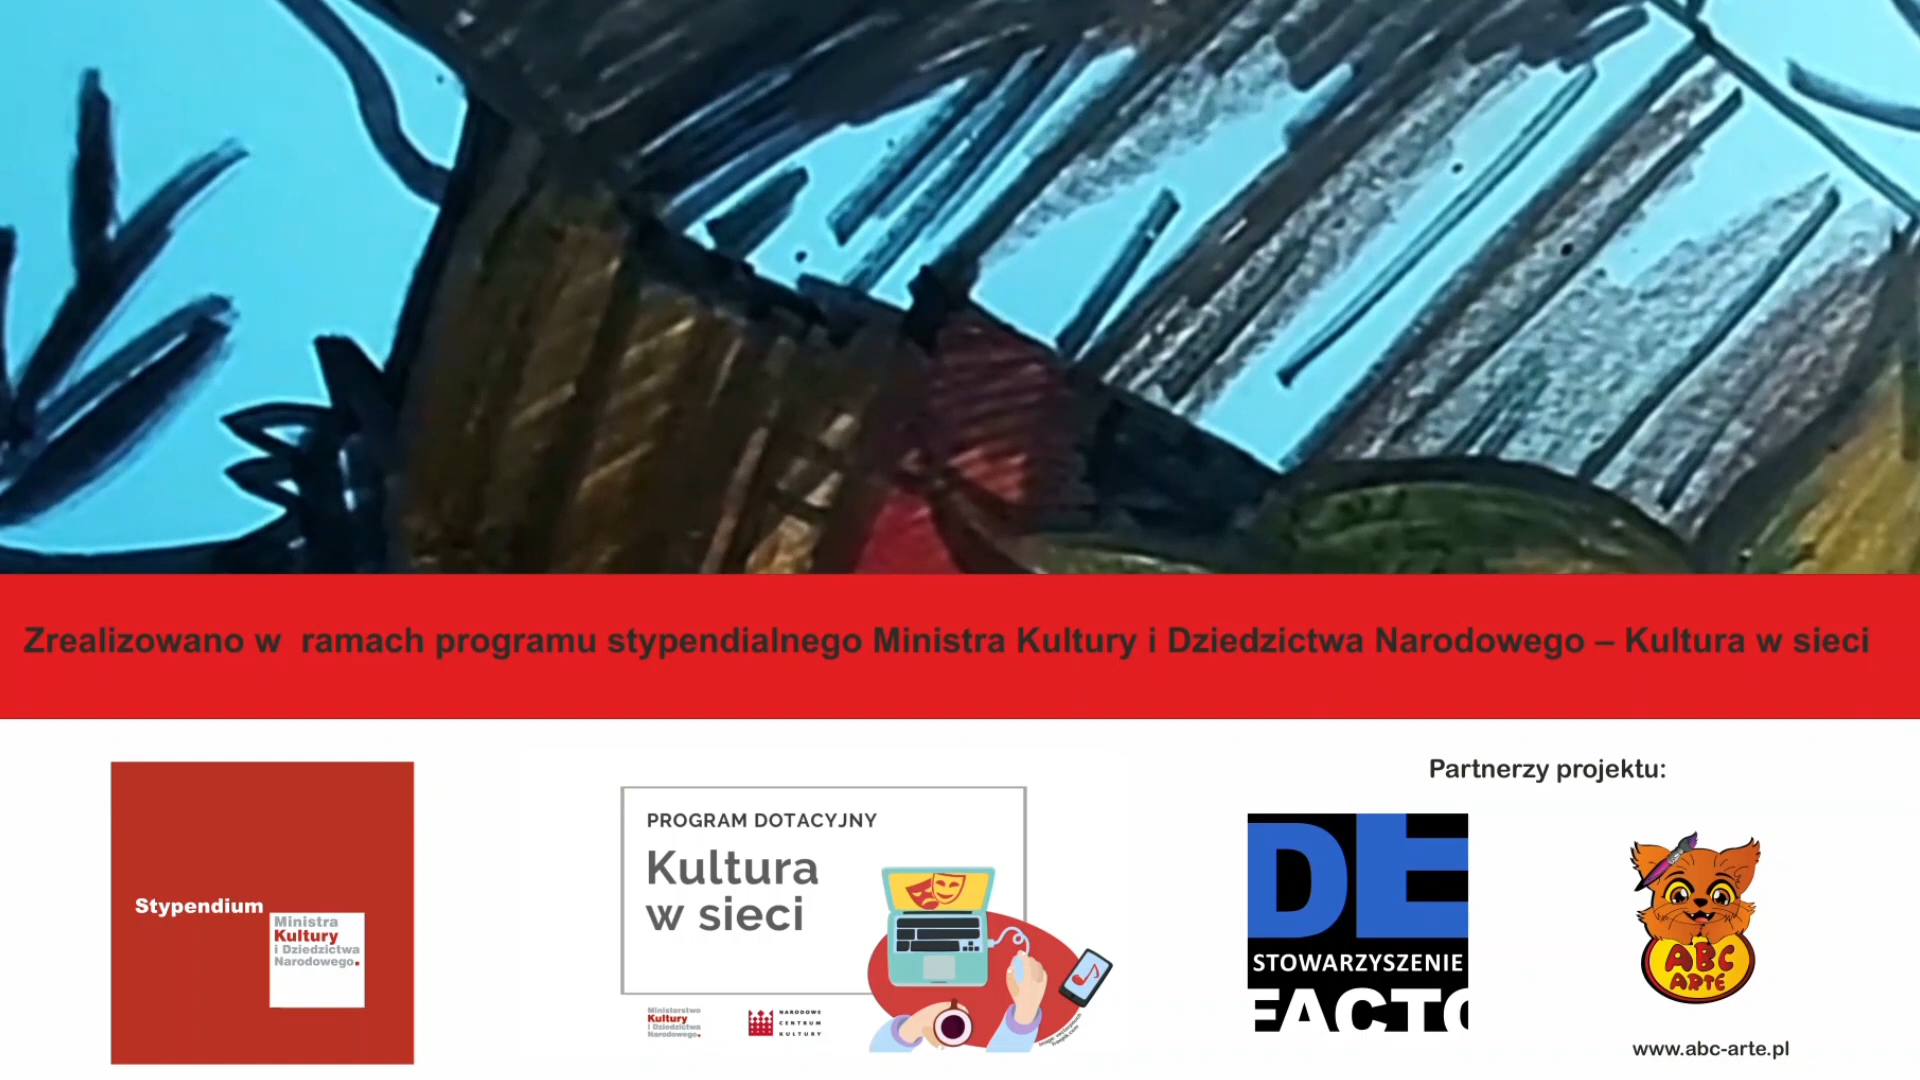 Zrealizowano w ramach programu stypendialnego Ministra Kultury i Dziedzictwa Narodowego – Kultura w sieci
Partnerzy projektu:
Stypendium
Ministra
Kultury
i Dziedzictwa
Narodowego.
PROGRAM DOTACYJNY
Kultura
w sieci
Ministerstwo
Kultury
i Dziedzictwa
Narodowego.
NARODOWE
CENTRUM
KULTURY
DE
STOWARZYSZENIE
FACTO
ABC
ARTE
www.abc-arte.pl